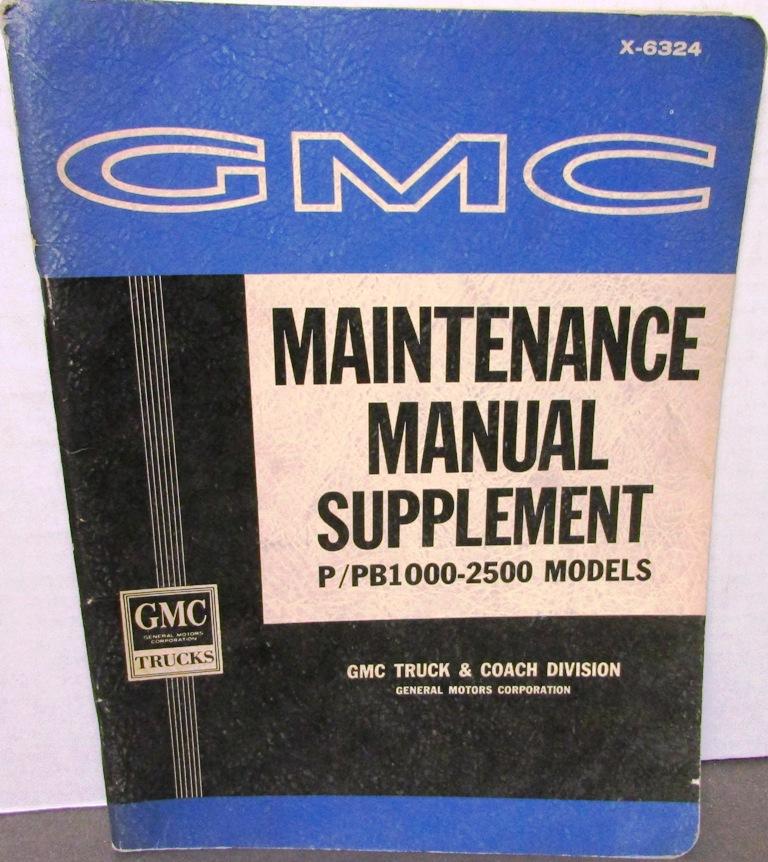 X-6324
GMC
MAINTENANCE
MANUAL
SUPPLEMENT
P/PB1000-2500 MODELS
GMC
GENERAL MOTORS
CORPORATION
TRUCKS
GMC TRUCK & COACH DIVISION
GENERAL MOTORS CORPORATION